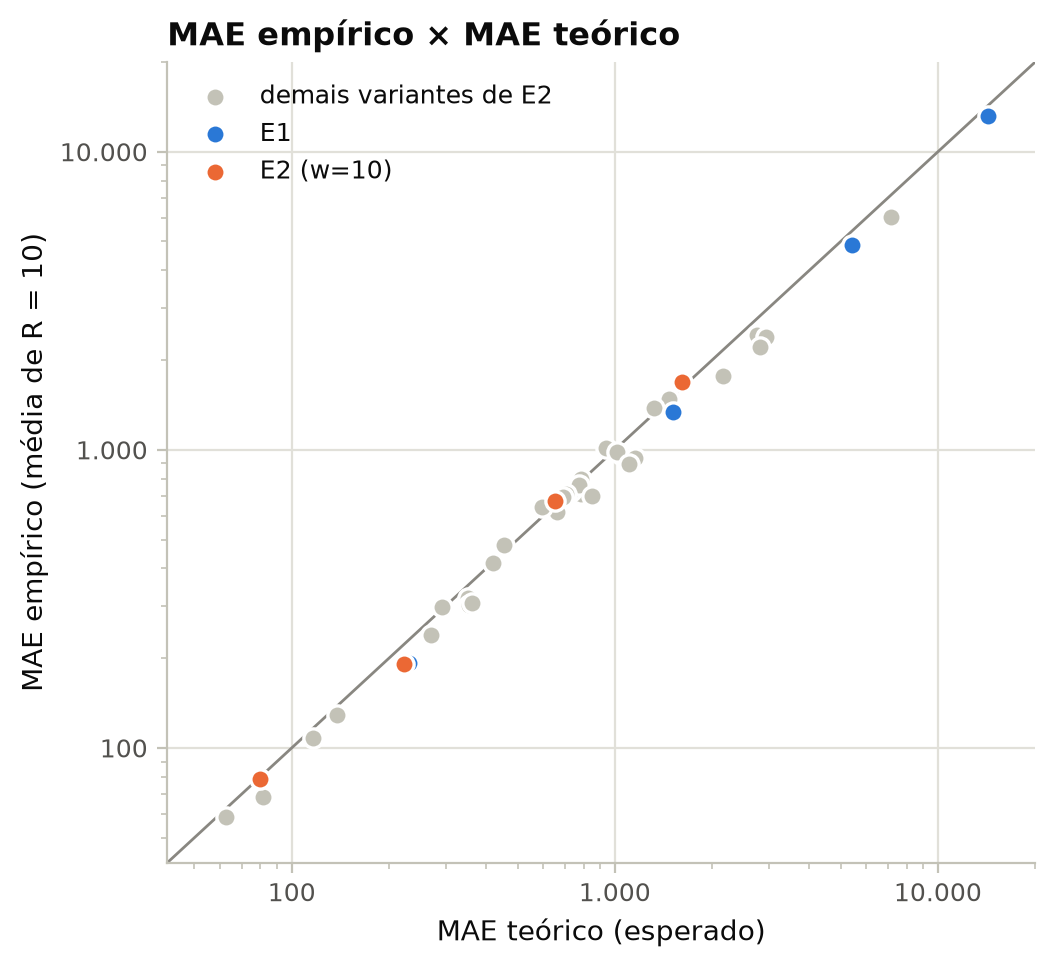 MAE empírico × MAE teórico
demais variantes de E2
E1
E2 (w=10)
10.000
1.000
100
MAE empírico (média de R = 10)
100
1.000
10.000
MAE teórico (esperado)